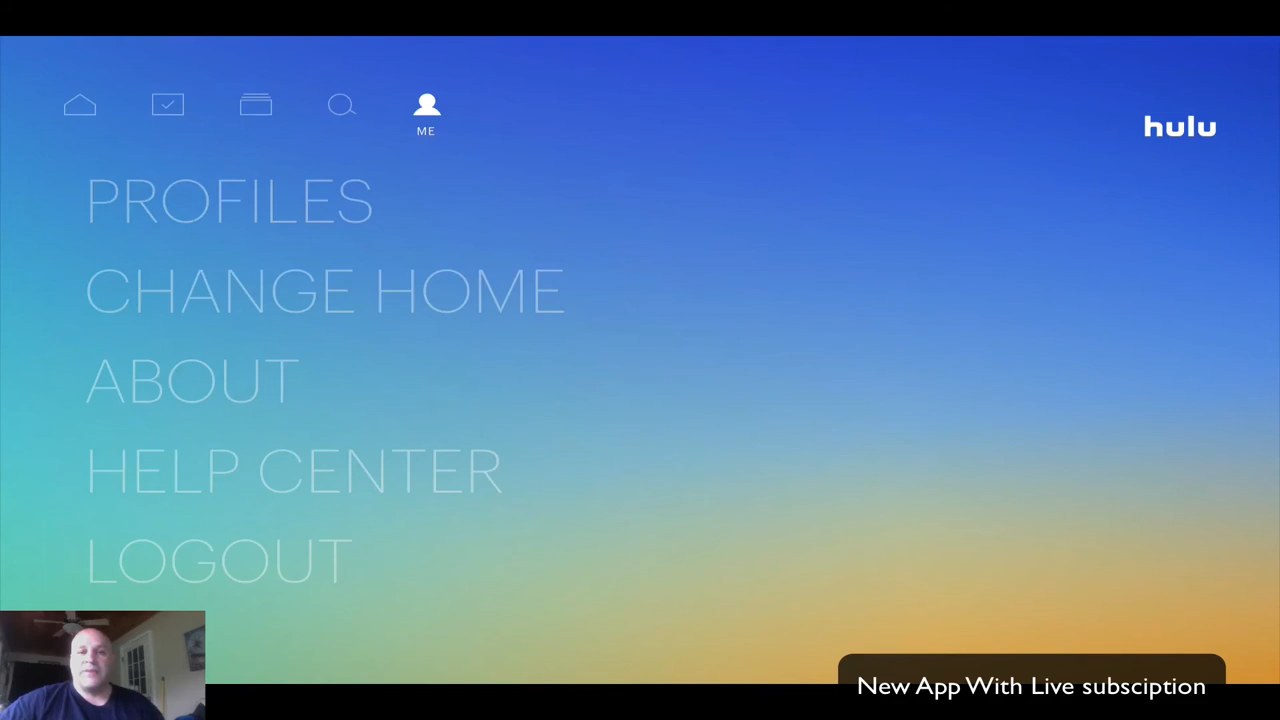 ME
hulu
PROFILES
CHANGE HOME
ABOUT
HELP CENTER
LOGOUT
New App With Live subsciption